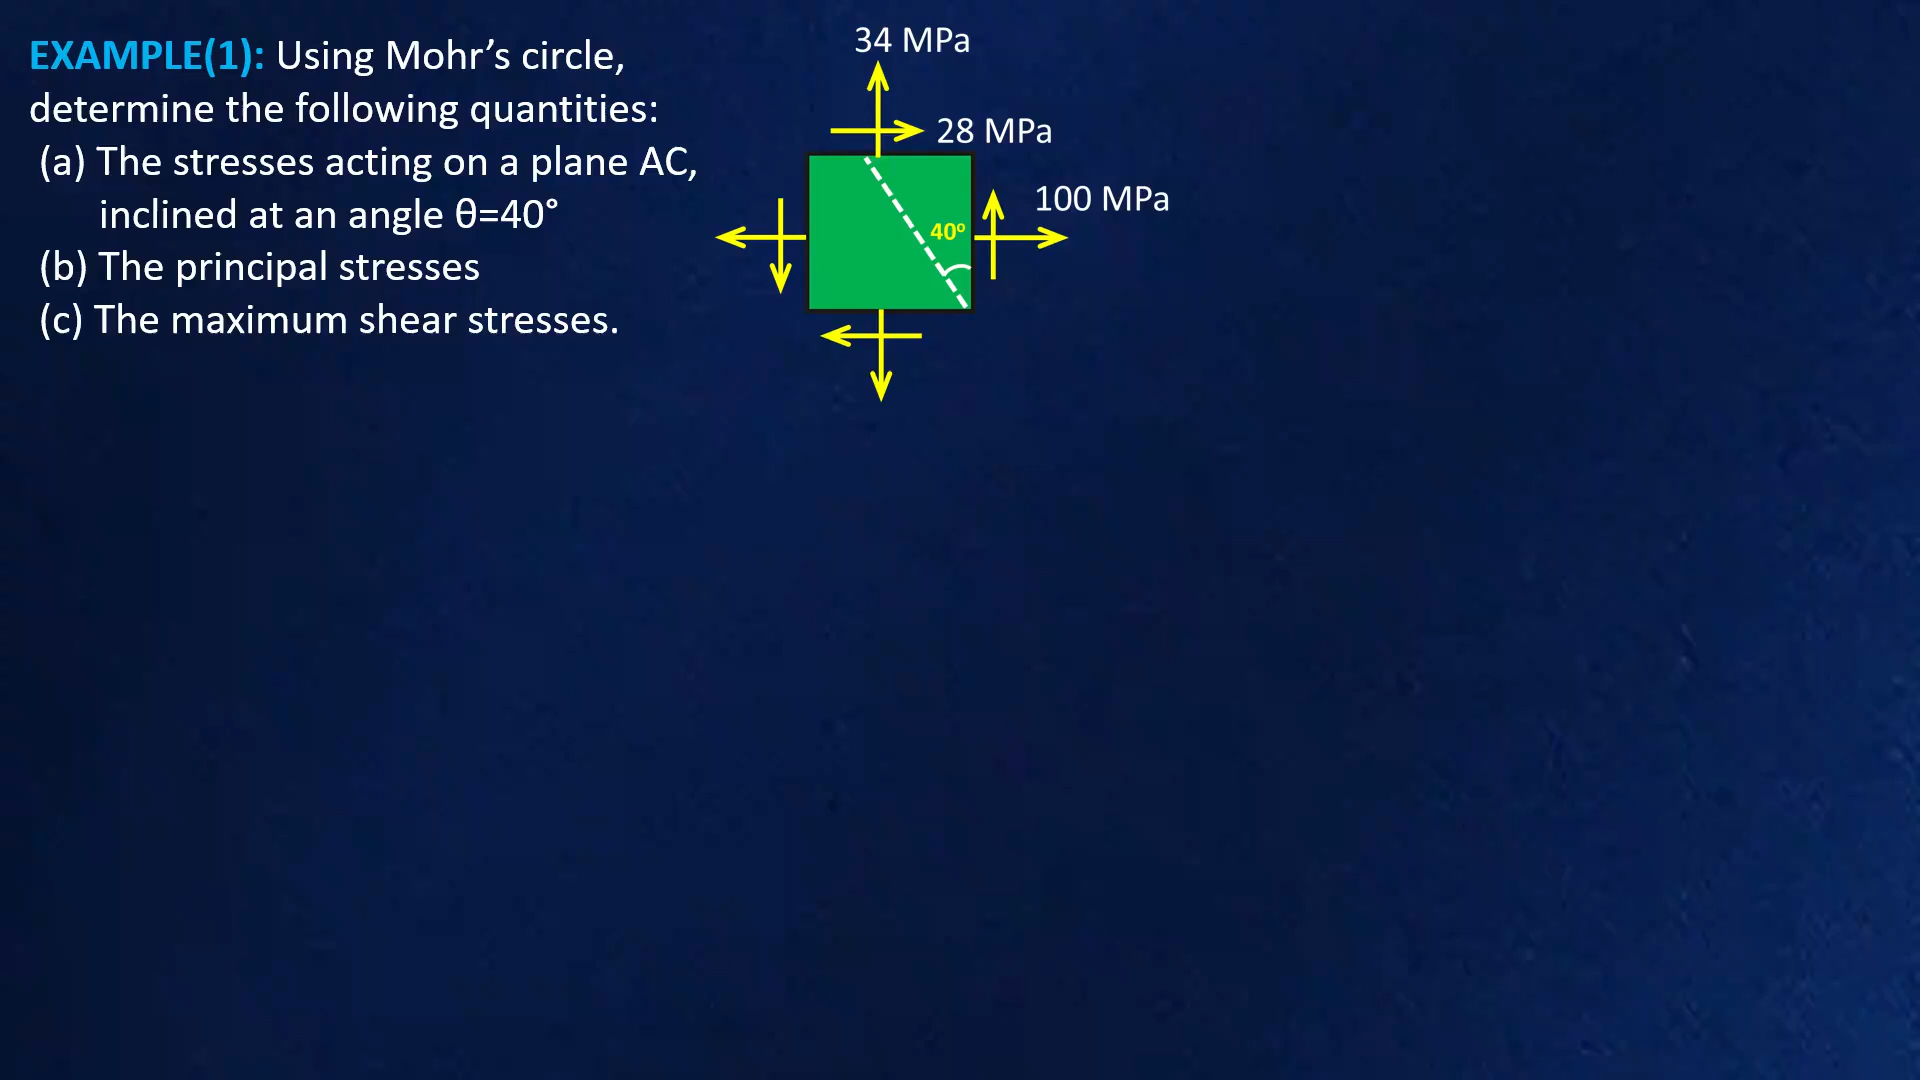 EXAMPLE(1): Using Mohr’s circle,
determine the following quantities:
(a) The stresses acting on a plane AC,
inclined at an angle θ=40°
(b) The principal stresses
(c) The maximum shear stresses.
34 MPa
28 MPa
100 MPa
40º